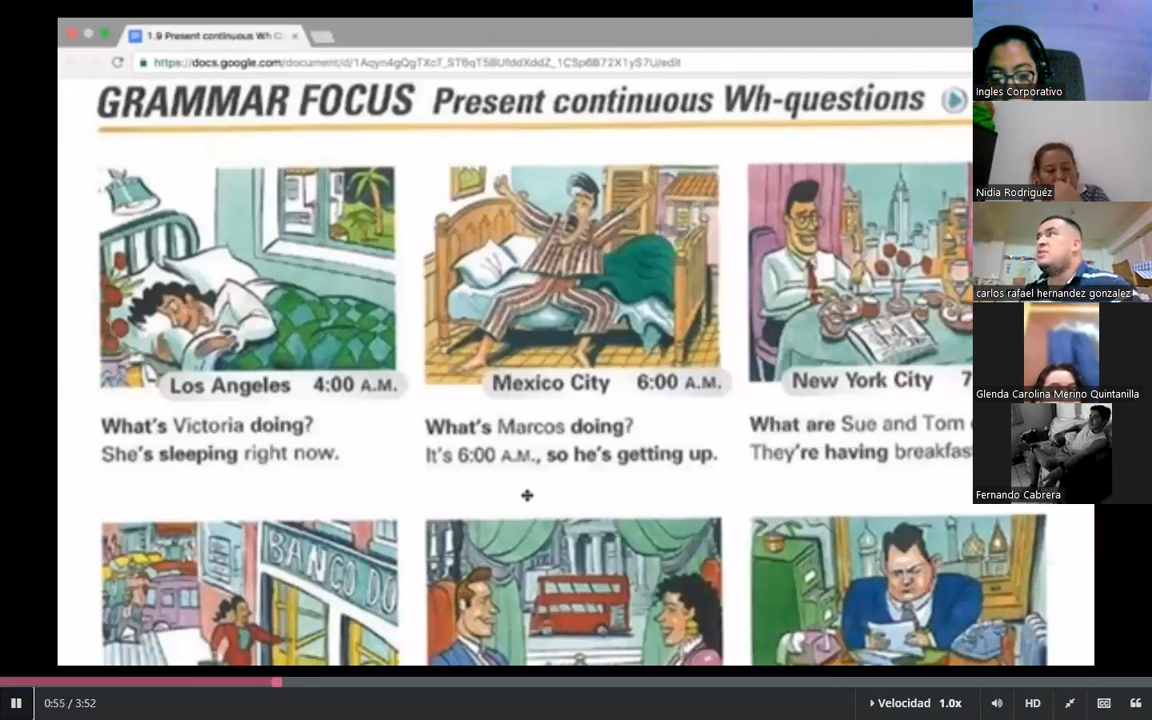 1.9 Present continuous Wh
GRAMMAR FOCUS Present continuous Wh-questions
Los Angeles 4:00 A.M.
Mexico City 6:00 A.M.
New York City 7
What's Victoria doing?
She's sleeping right now.
What's Marcos doing?
It's 6:00 A.M., so he's getting up.
What are Sue and Tom
They're having breakfas
BANCO DO
Ingles Corporativo
Nidia Rodriguéz
carlos rafael hernandez gonzalez
Glenda Carolina Merino Quintanilla
Fernando Cabrera
0:55 / 3:52
Velocidad 1.0x
HD